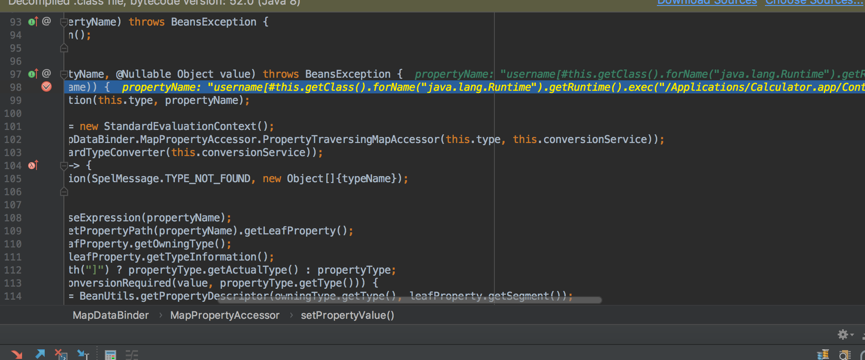 Decompiled .class file, bytecode version: 52.0 (Java 8) Download Sources Choose Sources...
93 @ ertyName) throws BeansException {
94 n();
95
96
97 @ rtyName, @Nullable Object value) throws BeansException { propertyName: "username[#this.getClass().forName("java.lang.Runtime").getR
98 ame)) { propertyName: "username[#this.getClass().forName("java.lang.Runtime").getRuntime().exec("/Applications/Calculator.app/Cont
99 tion(this.type, propertyName);
100
101 = new StandardEvaluationContext();
102 pDataBinder.MapPropertyAccessor.PropertyTraversingMapAccessor(this.type, this.conversionService));
103 ardTypeConverter(this.conversionService));
104 -> {
105 ion(SpelMessage.TYPE_NOT_FOUND, new Object[]{typeName});
106
107
108 seExpression(propertyName);
109 etPropertyPath(propertyName).getLeafProperty();
110 afProperty.getOwningType();
111 leafProperty.getTypeInformation();
112 th("]") ? propertyType.getActualType() : propertyType;
113 onversionRequired(value, propertyType.getType())) {
114 = BeanUtils.getPropertyDescriptor(owningType.getType(), leafProperty.getSegment());
MapDataBinder › MapPropertyAccessor › setPropertyValue()